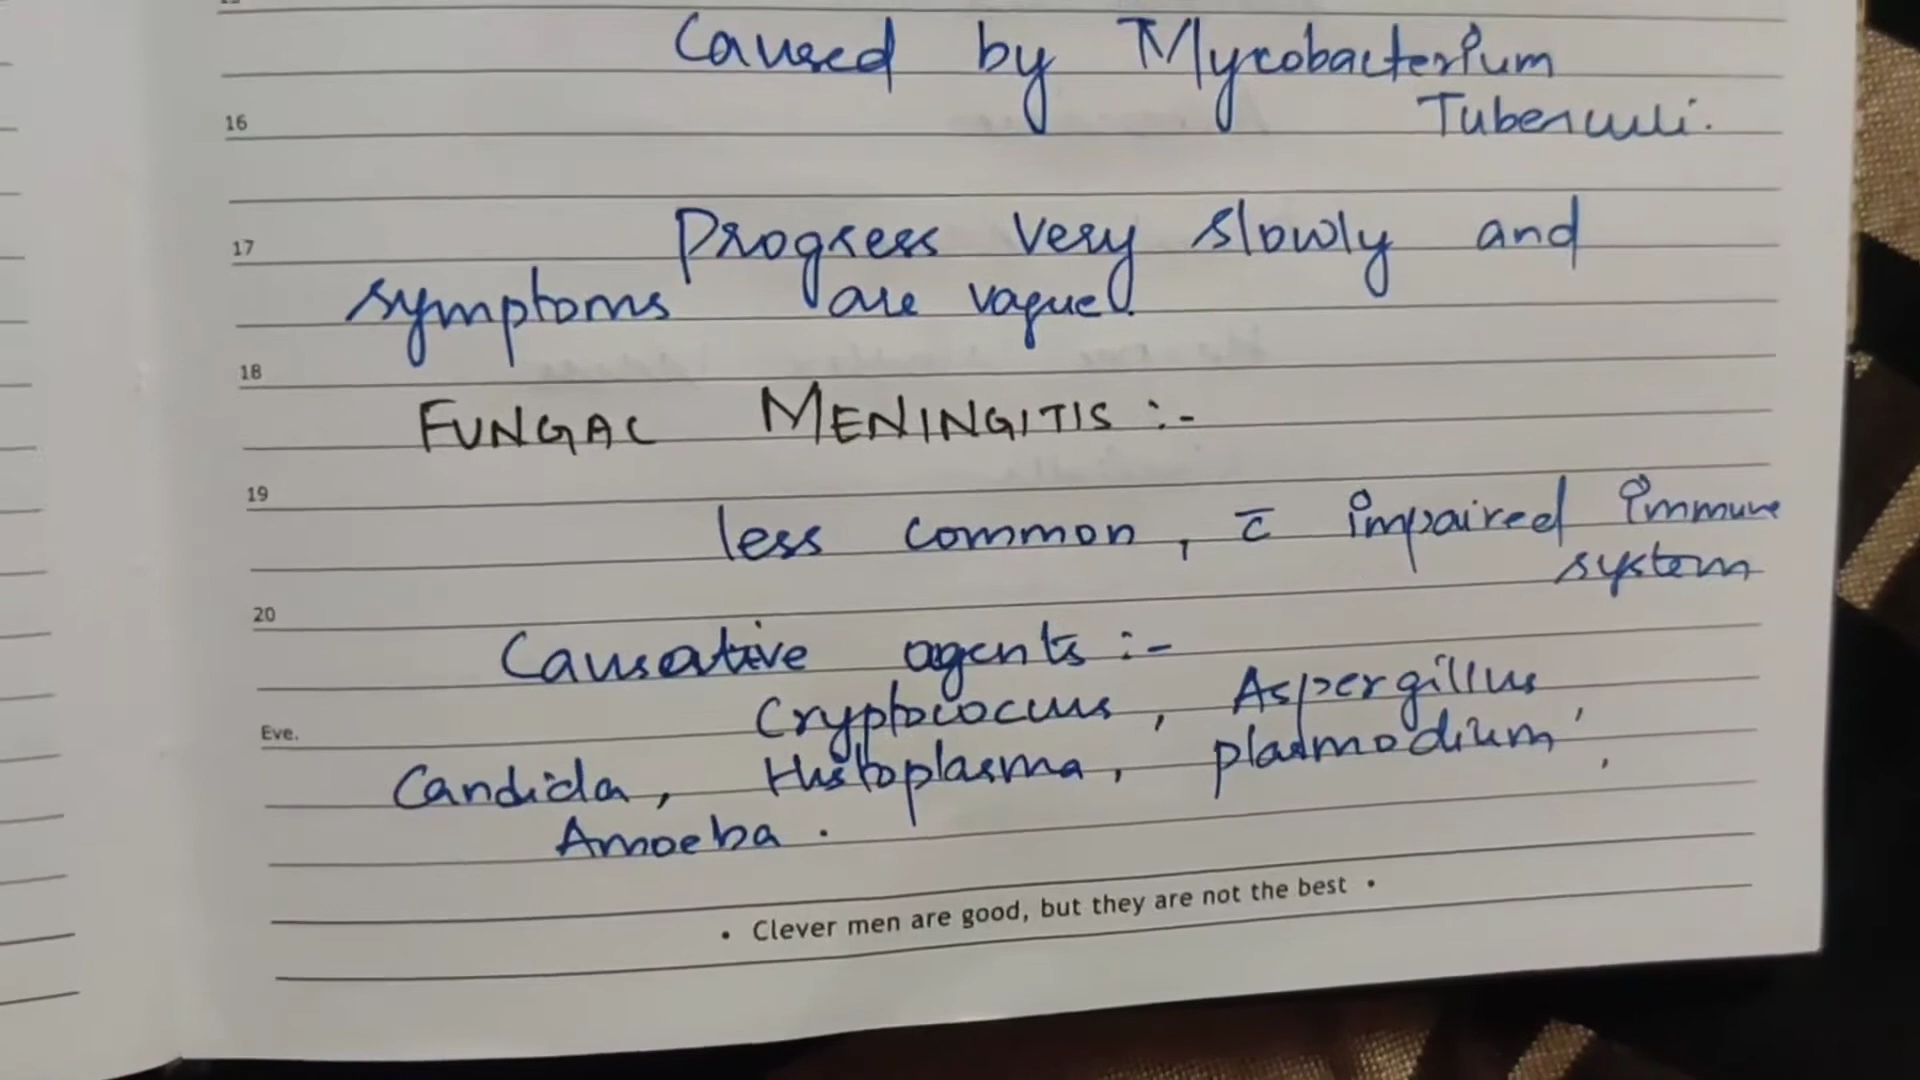 Caused by Mycobacterium
Tuberculi.
16
Progress very slowly and
17
symptoms are vague.
18
FUNGAL MENINGITIS :-
19
less common, c̅ impaired immune
system
20
Causative agents :-
Cryptococcus, Aspergillus,
Eve.
Candida, Histoplasma, plasmodium,
Amoeba.
• Clever men are good, but they are not the best •